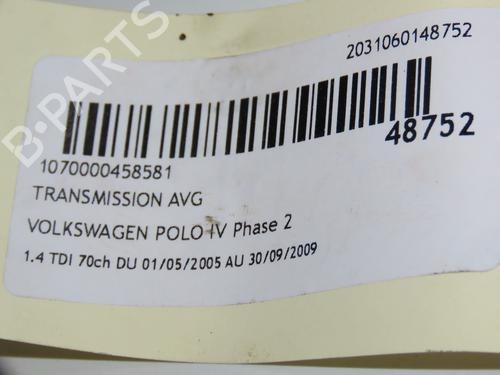 2031060148752
48752
1070000458581
TRANSMISSION AVG
VOLKSWAGEN POLO IV Phase 2
1.4 TDI 70ch DU 01/05/2005 AU 30/09/2009
B-PARTS